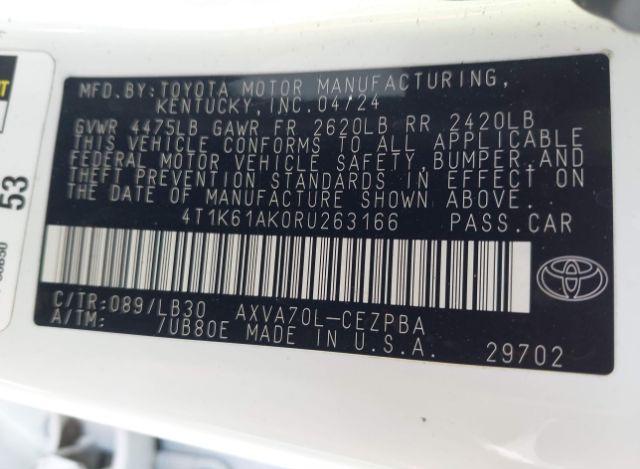 MFD.BY:TOYOTA MOTOR MANUFACTURING,
KENTUCKY,INC.04/24
GVWR 4475LB GAWR FR 2620LB RR 2420LB
THIS VEHICLE CONFORMS TO ALL APPLICABLE
FEDERAL MOTOR VEHICLE SAFETY,BUMPER,AND
THEFT PREVENTION STANDARDS IN EFFECT ON
THE DATE OF MANUFACTURE SHOWN ABOVE.
4T1K61AK0RU263166 PASS.CAR
C/TR:089/LB30 AXVA70L-CEZPBA
A/TM: /UB80E MADE IN U.S.A.
29702
53